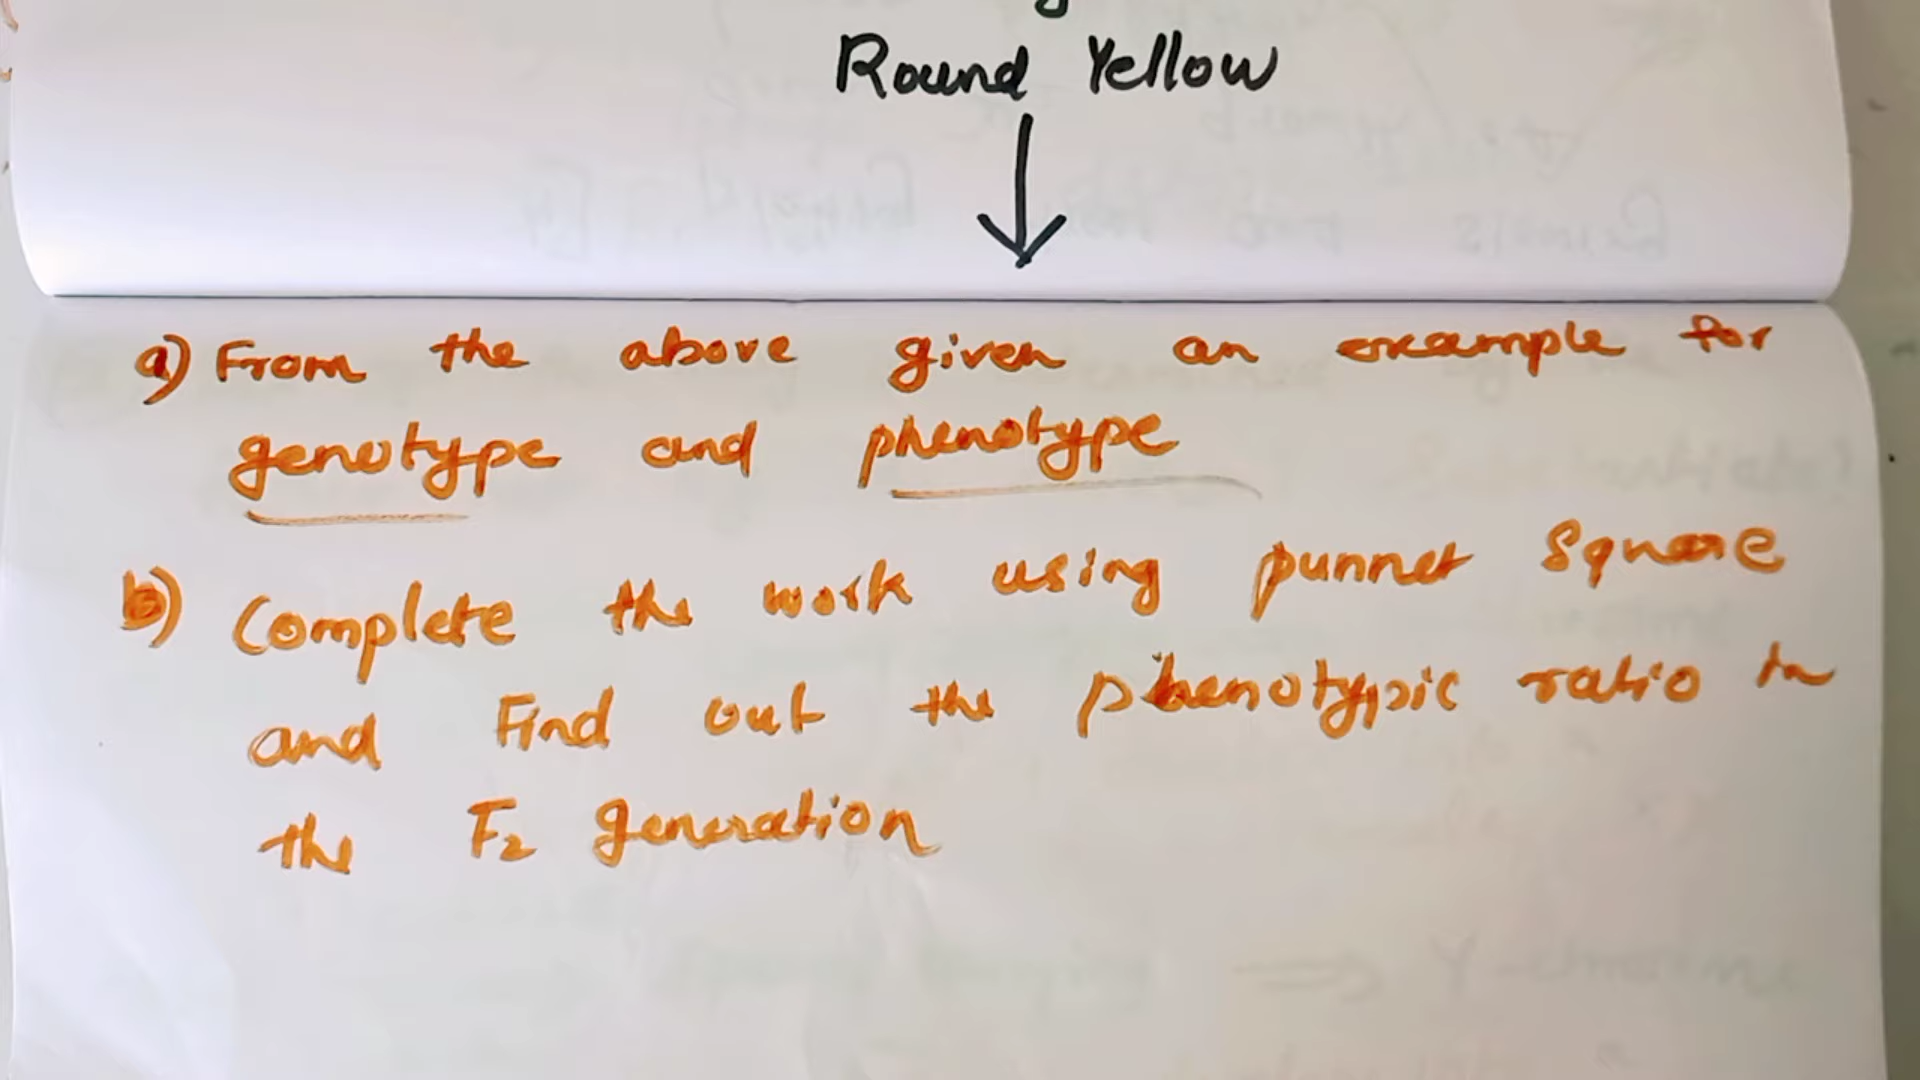 Round Yellow
a) From the above given an example for
genotype and phenotype
b) Complete the work using punnet Square
and Find out the phenotypic ratio in
the F₂ generation